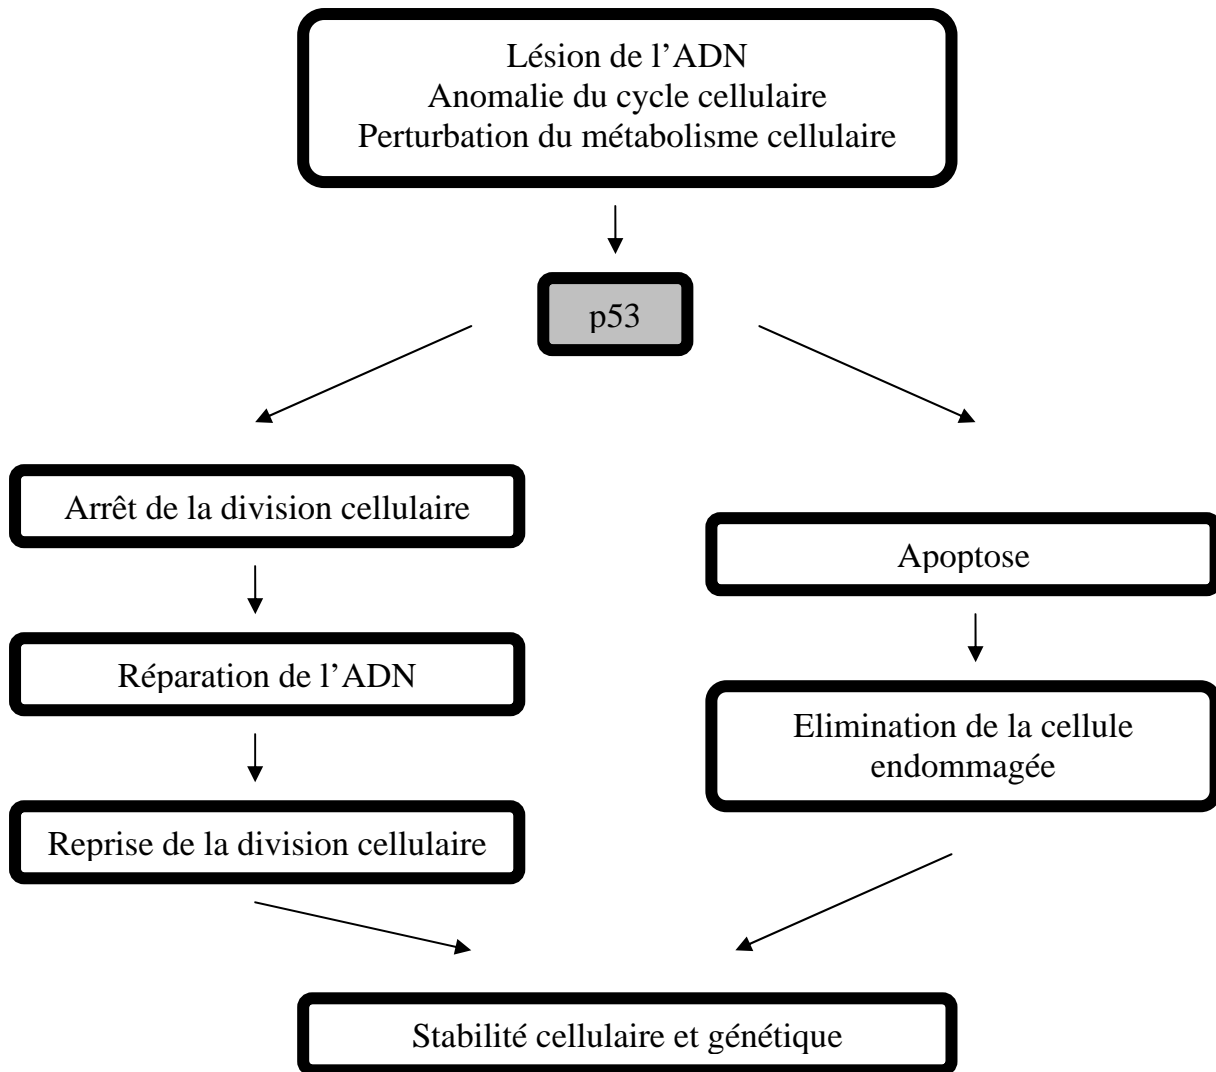 Lésion de l’ADN
Anomalie du cycle cellulaire
Perturbation du métabolisme cellulaire
p53
Arrêt de la division cellulaire
Réparation de l’ADN
Reprise de la division cellulaire
Apoptose
Elimination de la cellule
endommagée
Stabilité cellulaire et génétique